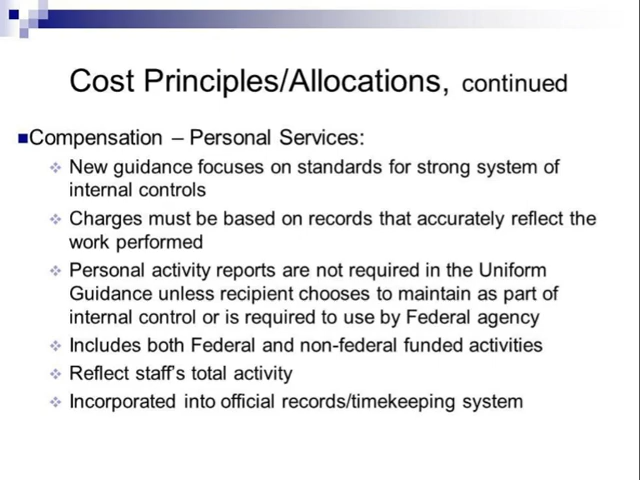 Cost Principles/Allocations, continued
Compensation – Personal Services:
New guidance focuses on standards for strong system of
internal controls
Charges must be based on records that accurately reflect the
work performed
Personal activity reports are not required in the Uniform
Guidance unless recipient chooses to maintain as part of
internal control or is required to use by Federal agency
Includes both Federal and non-federal funded activities
Reflect staff's total activity
Incorporated into official records/timekeeping system